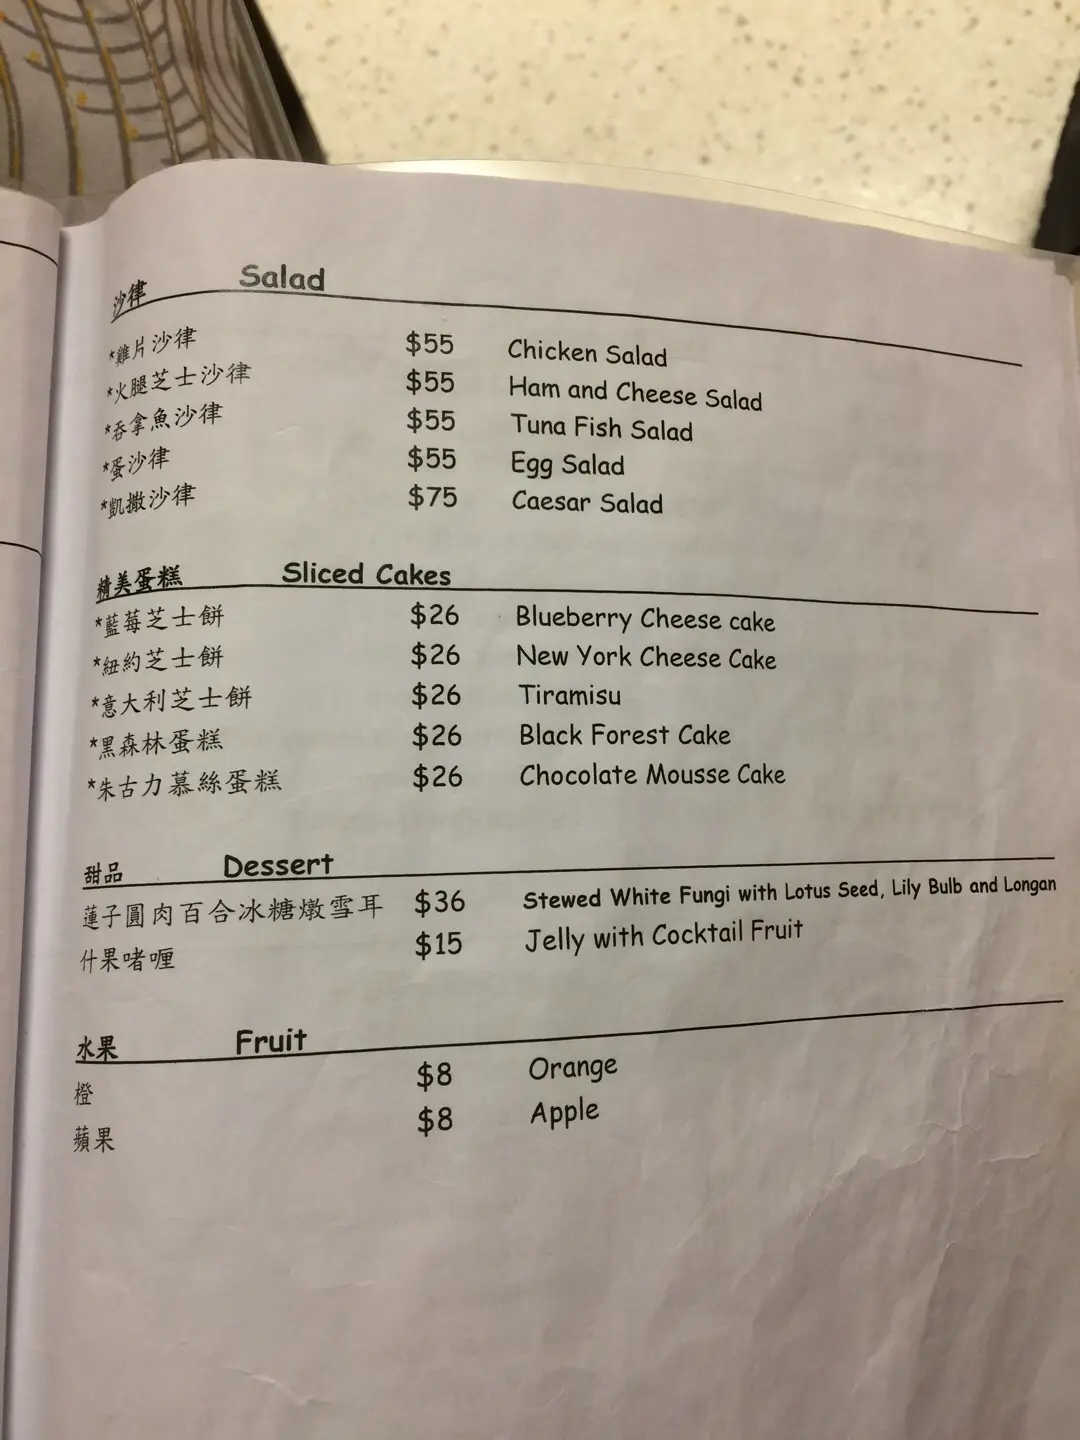 沙律 Salad
*雞片沙律 $55 Chicken Salad
*火腿芝士沙律 $55 Ham and Cheese Salad
*吞拿魚沙律 $55 Tuna Fish Salad
*蛋沙律 $55 Egg Salad
*凱撒沙律 $75 Caesar Salad
精美蛋糕 Sliced Cakes
*藍莓芝士餅 $26 Blueberry Cheese cake
*紐約芝士餅 $26 New York Cheese Cake
*意大利芝士餅 $26 Tiramisu
*黑森林蛋糕 $26 Black Forest Cake
*朱古力慕絲蛋糕 $26 Chocolate Mousse Cake
甜品 Dessert
蓮子圓肉百合冰糖燉雪耳 $36 Stewed White Fungi with Lotus Seed, Lily Bulb and Longan
什果啫喱 $15 Jelly with Cocktail Fruit
水果 Fruit
橙 $8 Orange
蘋果 $8 Apple